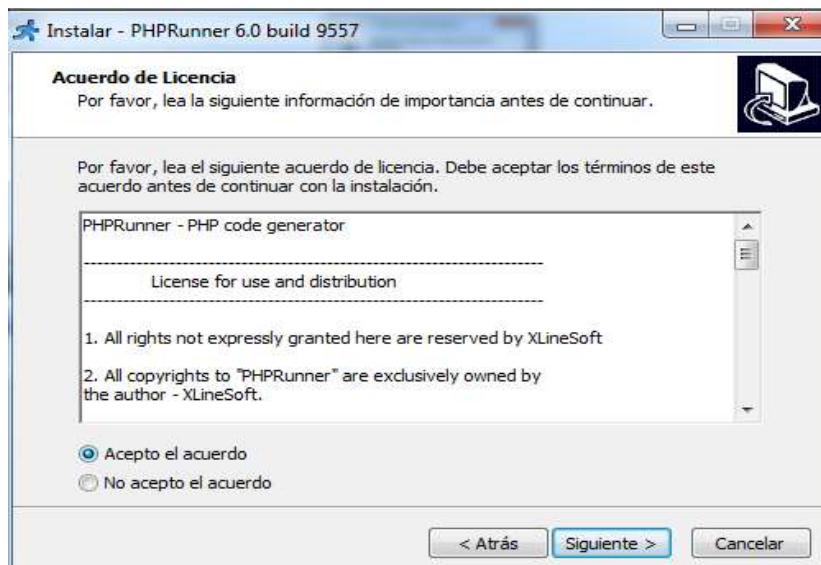 Instalar - PHPRunner 6.0 build 9557
Acuerdo de Licencia
Por favor, lea la siguiente información de importancia antes de continuar.
Por favor, lea el siguiente acuerdo de licencia. Debe aceptar los términos de este
acuerdo antes de continuar con la instalación.
PHPRunner - PHP code generator
------------------------------------------------------------------
License for use and distribution
------------------------------------------------------------------
1. All rights not expressly granted here are reserved by XLineSoft
2. All copyrights to "PHPRunner" are exclusively owned by
the author - XLineSoft.
Acepto el acuerdo
No acepto el acuerdo
< Atrás Siguiente > Cancelar